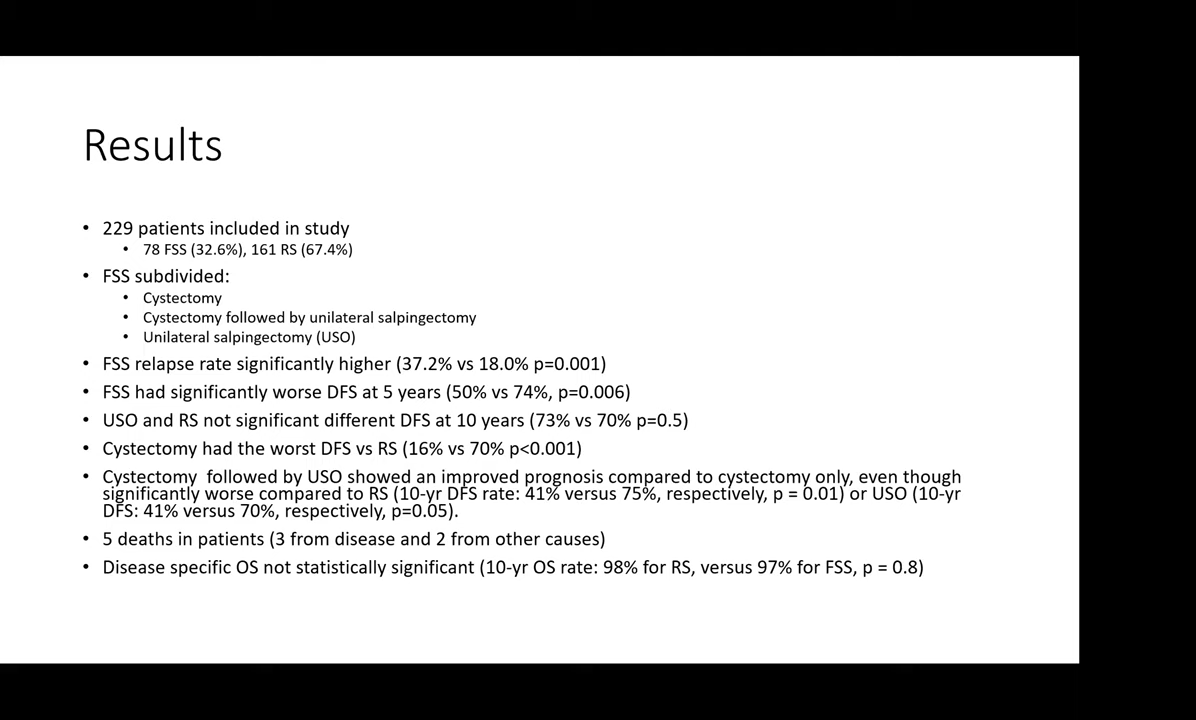 Results
• 229 patients included in study
• 78 FSS (32.6%), 161 RS (67.4%)
• FSS subdivided:
• Cystectomy
• Cystectomy followed by unilateral salpingectomy
• Unilateral salpingectomy (USO)
• FSS relapse rate significantly higher (37.2% vs 18.0% p=0.001)
• FSS had significantly worse DFS at 5 years (50% vs 74%, p=0.006)
• USO and RS not significant different DFS at 10 years (73% vs 70% p=0.5)
• Cystectomy had the worst DFS vs RS (16% vs 70% p<0.001)
• Cystectomy  followed by USO showed an improved prognosis compared to cystectomy only, even though
significantly worse compared to RS (10-yr DFS rate: 41% versus 75%, respectively, p = 0.01) or USO (10-yr
DFS: 41% versus 70%, respectively, p=0.05).
• 5 deaths in patients (3 from disease and 2 from other causes)
• Disease specific OS not statistically significant (10-yr OS rate: 98% for RS, versus 97% for FSS, p = 0.8)